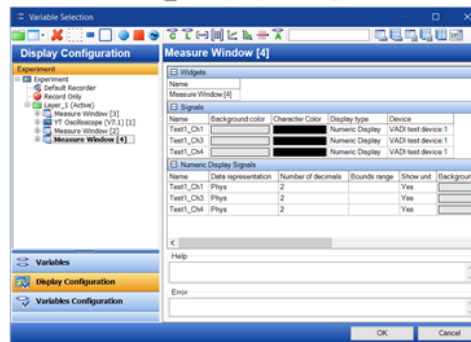 Variable Selection
Display Configuration
Experiment
Experiment
Default Recorder
Record Only
Layer_1 (Active)
Measure Window [3]
YT Oscilloscope (V7.1) [1]
Measure Window [2]
Measure Window [4]
Variables
Display Configuration
Variables Configuration
Measure Window [4]
Widgets
Name
Measure Window [4]
Signals
Name Background color Character Color Display type Device
Test1_Ch1 Numeric Display VADI test device:1
Test1_Ch3 Numeric Display VADI test device:1
Test1_Ch4 Numeric Display VADI test device:1
Numeric Display Signals
Name Data representation Number of decimals Bounds range Show unit Backgroun
Test1_Ch1 Phys 2 Yes
Test1_Ch3 Phys 2 Yes
Test1_Ch4 Phys 2 Yes
Help
Error
OK Cancel